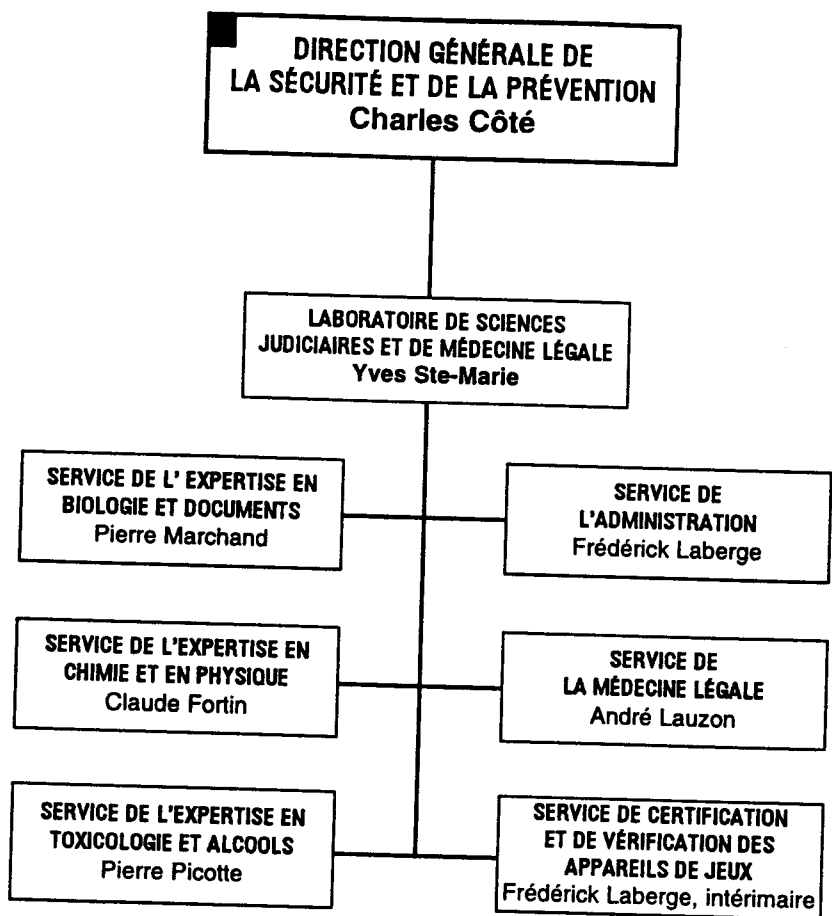 DIRECTION GÉNÉRALE DE
LA SÉCURITÉ ET DE LA PRÉVENTION
Charles Côté
LABORATOIRE DE SCIENCES
JUDICIAIRES ET DE MÉDECINE LÉGALE
Yves Ste-Marie
SERVICE DE L' EXPERTISE EN
BIOLOGIE ET DOCUMENTS
Pierre Marchand
SERVICE DE
L'ADMINISTRATION
Frédérick Laberge
SERVICE DE L'EXPERTISE EN
CHIMIE ET EN PHYSIQUE
Claude Fortin
SERVICE DE
LA MÉDECINE LÉGALE
André Lauzon
SERVICE DE L'EXPERTISE EN
TOXICOLOGIE ET ALCOOLS
Pierre Picotte
SERVICE DE CERTIFICATION
ET DE VÉRIFICATION DES
APPAREILS DE JEUX
Frédérick Laberge, intérimaire